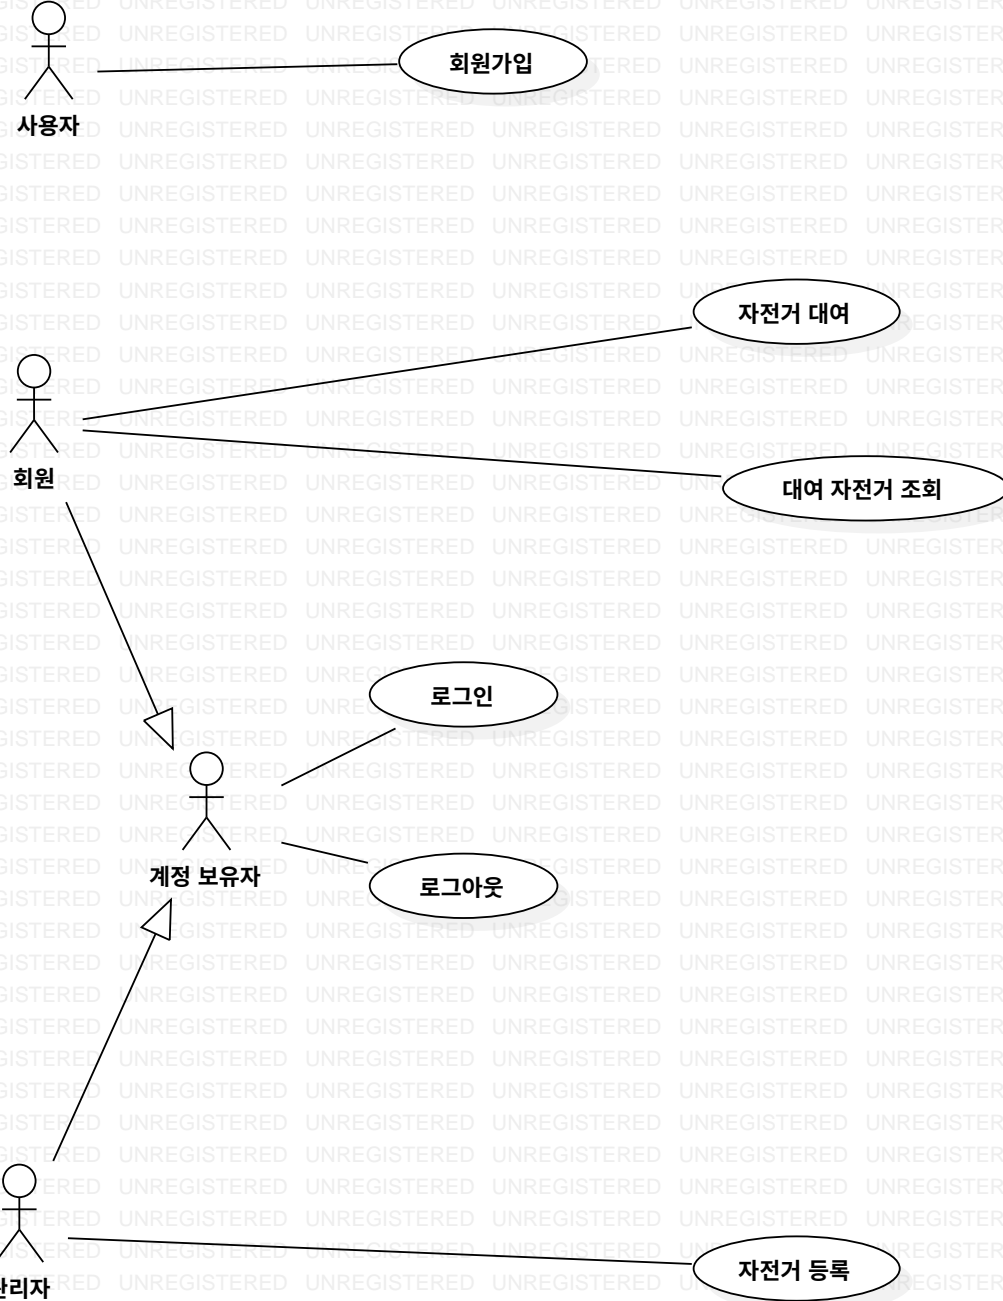 회원가입
사용자
자전거 대여
회원
대여 자전거 조회
로그인
계정 보유자
로그아웃
관리자
자전거 등록
UNREGISTERED